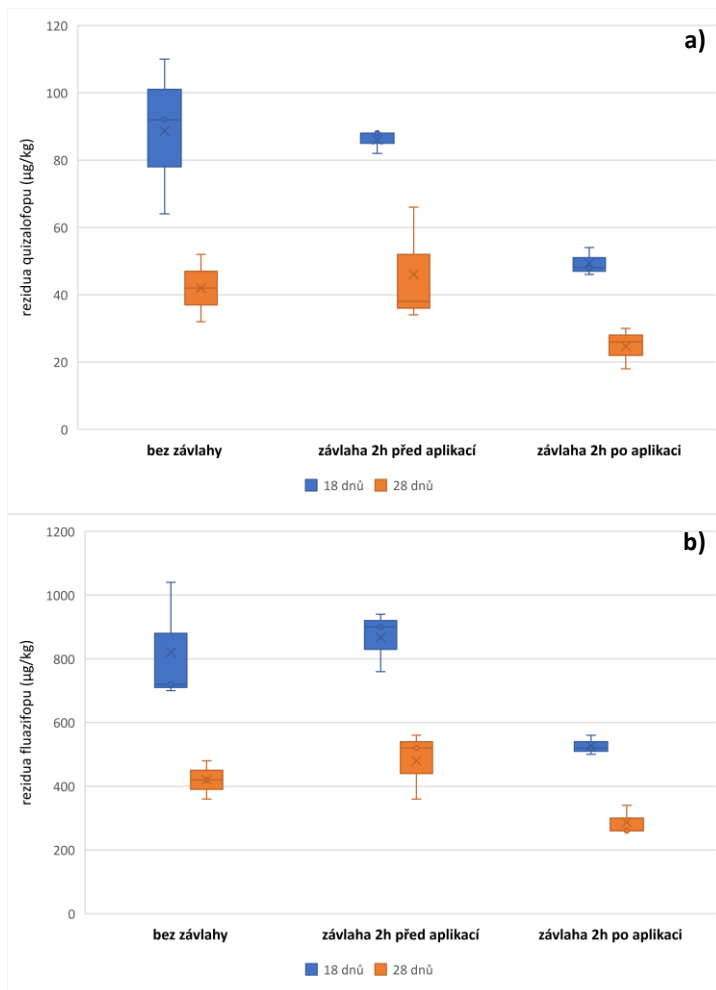 a)
120
100
80
60
40
20
0
rezidua quizalofopu (µg/kg)
bez závlahy závlaha 2h před aplikací závlaha 2h po aplikaci
18 dnů 28 dnů
b)
1200
1000
800
600
400
200
0
rezidua fluazifopu (µg/kg)
bez závlahy závlaha 2h před aplikací závlaha 2h po aplikaci
18 dnů 28 dnů